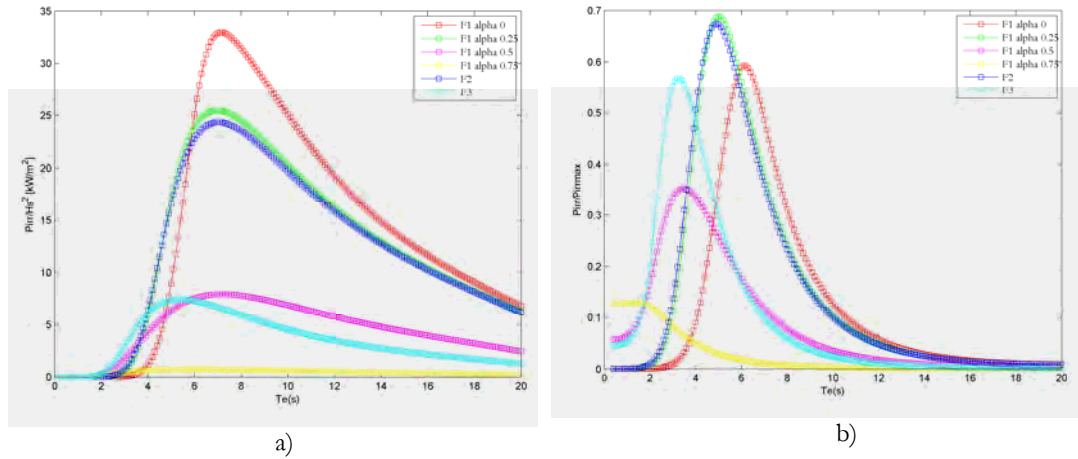 35
30
25
20
15
10
5
0
Pirr/Hs² [kW/m²]
F1 alpha 0
F1 alpha 0.25
F1 alpha 0.5
F1 alpha 0.75
F2
F3
0 2 4 6 8 10 12 14 16 18 20
Te(s)
a)
0.7
0.6
0.5
0.4
0.3
0.2
0.1
0
Pirr/Pirrmax
F1 alpha 0
F1 alpha 0.25
F1 alpha 0.5
F1 alpha 0.75
F2
F3
0 2 4 6 8 10 12 14 16 18 20
Te(s)
b)